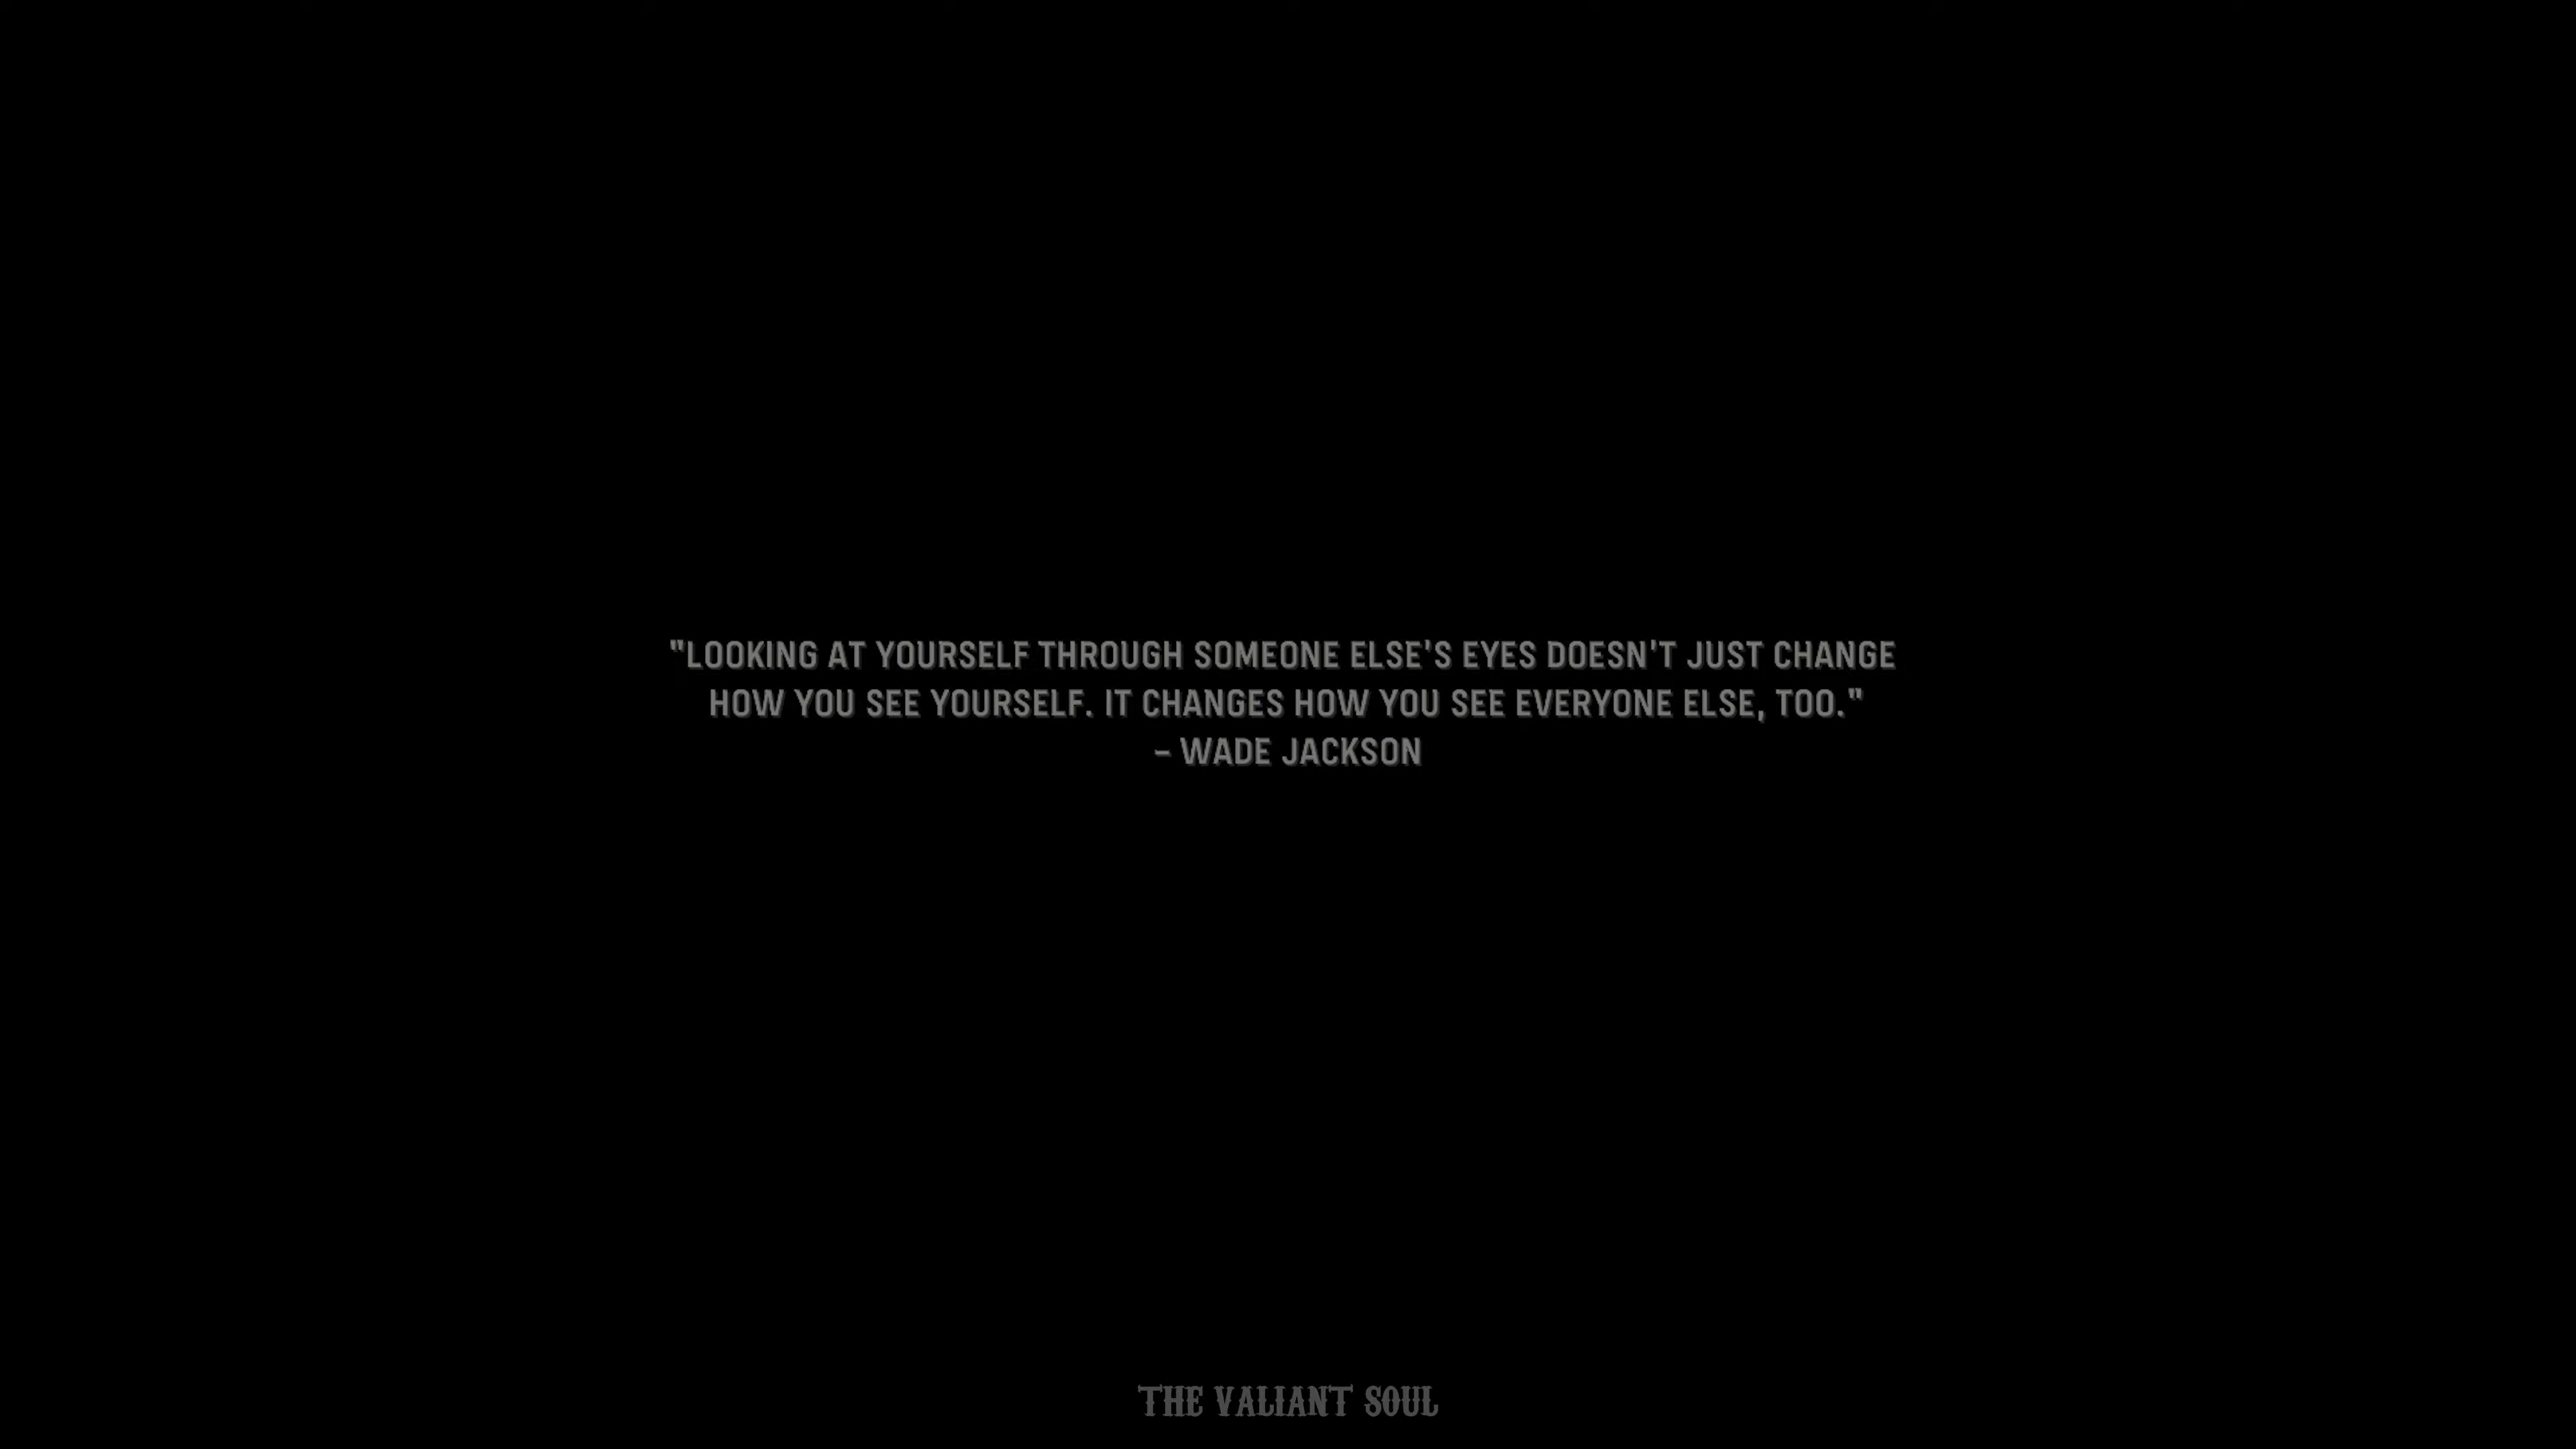 "LOOKING AT YOURSELF THROUGH SOMEONE ELSE'S EYES DOESN'T JUST CHANGE
HOW YOU SEE YOURSELF. IT CHANGES HOW YOU SEE EVERYONE ELSE, TOO."
– WADE JACKSON
THE VALIANT SOUL